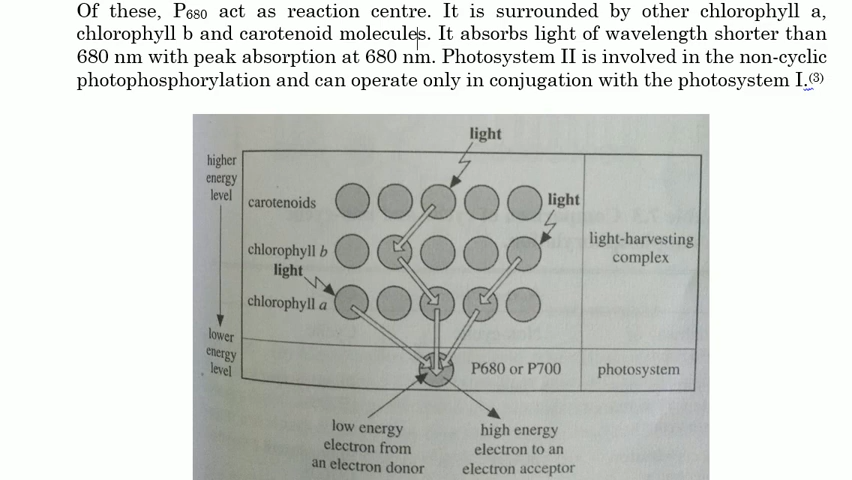 Of these, P680 act as reaction centre. It is surrounded by other chlorophyll a,
chlorophyll b and carotenoid molecules. It absorbs light of wavelength shorter than
680 nm with peak absorption at 680 nm. Photosystem II is involved in the non-cyclic
photophosphorylation and can operate only in conjugation with the photosystem I.(3)
light
higher
energy
level
carotenoids
light
chlorophyll b
light-harvesting
complex
light
chlorophyll a
lower
energy
level
P680 or P700
photosystem
low energy
electron from
an electron donor
high energy
electron to an
electron acceptor